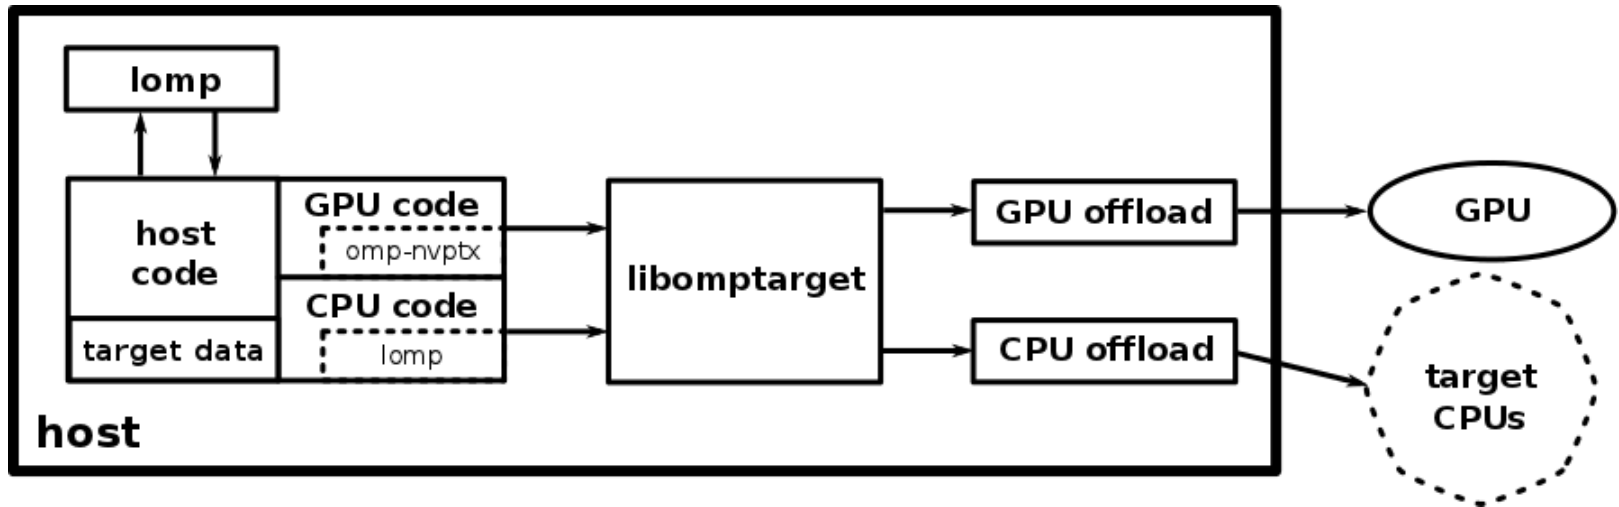 lomp
host
code
target data
GPU code
omp-nvptx
CPU code
lomp
libomptarget
GPU offload
CPU offload
GPU
target
CPUs
host